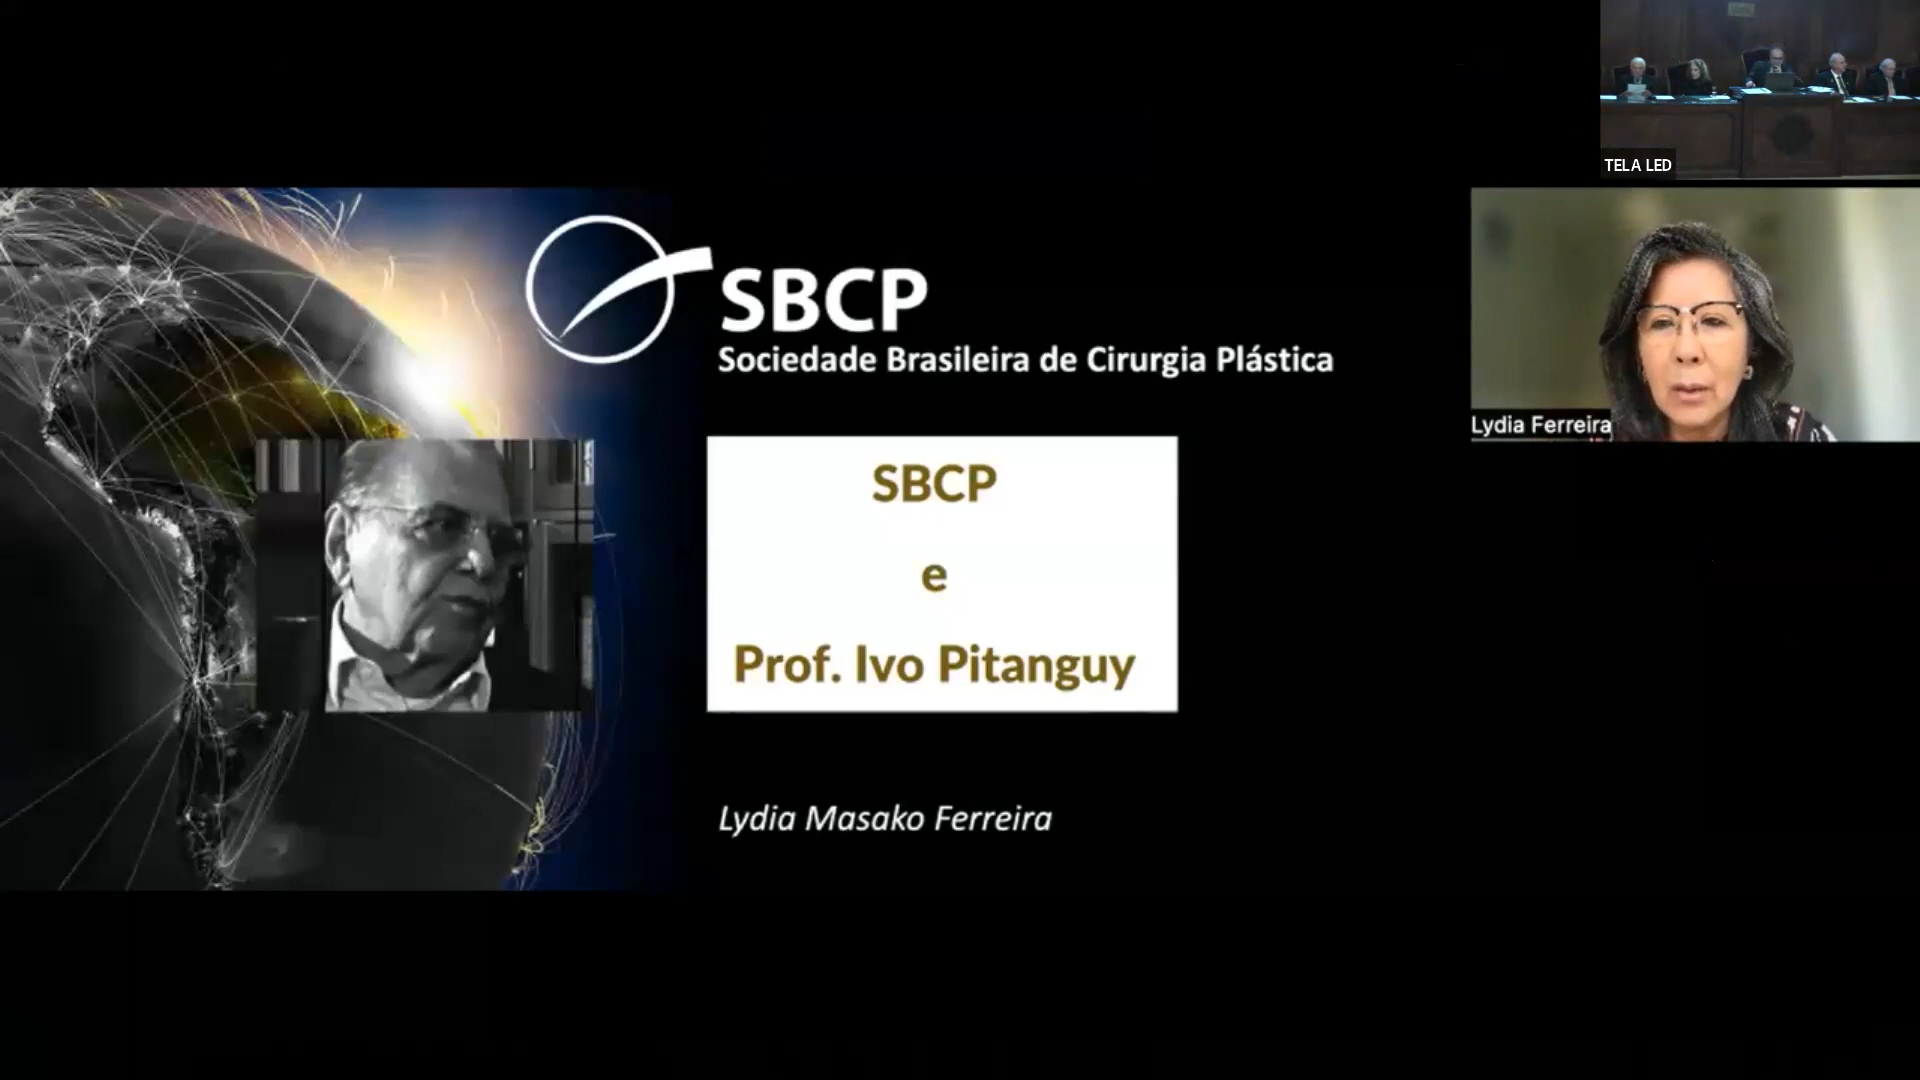 TELA LED
SBCP
Sociedade Brasileira de Cirurgia Plástica
Lydia Ferreira
SBCP
e
Prof. Ivo Pitanguy
Lydia Masako Ferreira